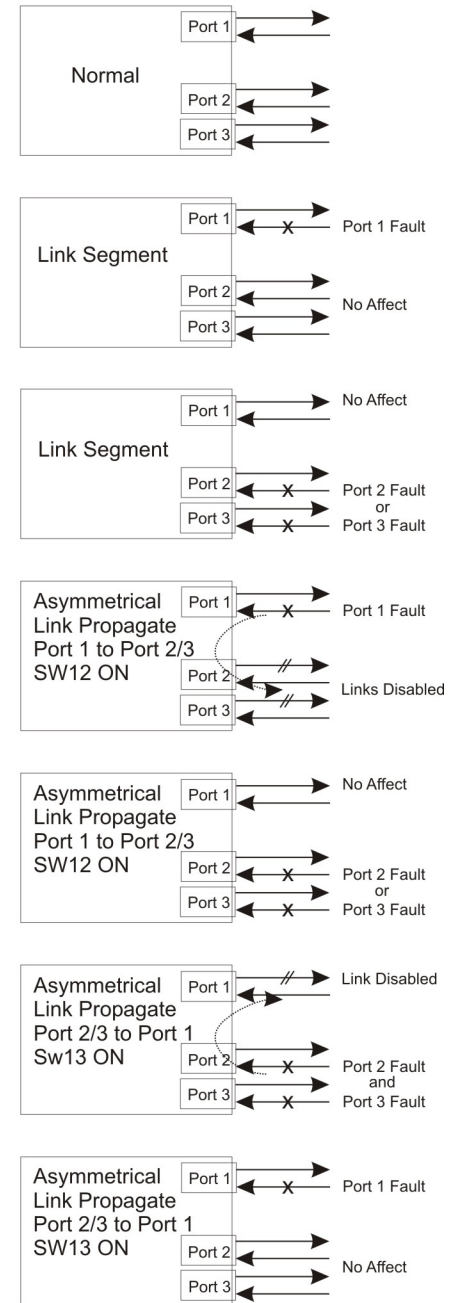 Port 1
Normal
Port 2
Port 3
Port 1
X
Port 1 Fault
Link Segment
Port 2
No Affect
Port 3
Port 1
No Affect
Link Segment
Port 2
X
Port 2 Fault
or
Port 3
X
Port 3 Fault
Asymmetrical
Link Propagate
Port 1 to Port 2/3
SW12 ON
Port 1
X
Port 1 Fault
Port 2
Links Disabled
Port 3
Asymmetrical
Link Propagate
Port 1 to Port 2/3
SW12 ON
Port 1
No Affect
Port 2
X
Port 2 Fault
or
Port 3
X
Port 3 Fault
Asymmetrical
Link Propagate
Port 2/3 to Port 1
Sw13 ON
Port 1
Link Disabled
Port 2
X
Port 2 Fault
and
Port 3
X
Port 3 Fault
Asymmetrical
Link Propagate
Port 2/3 to Port 1
SW13 ON
Port 1
X
Port 1 Fault
Port 2
No Affect
Port 3